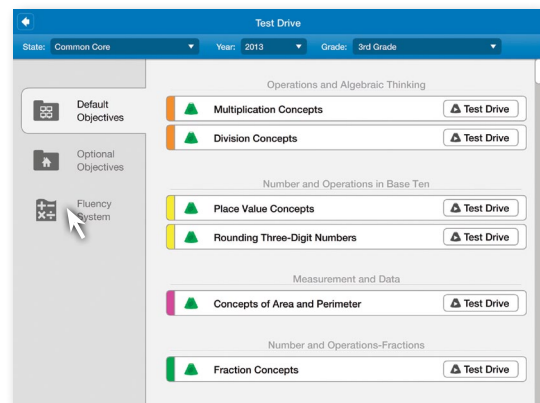 Test Drive
State: Common Core Year: 2013 Grade: 3rd Grade
Default
Objectives
Optional
Objectives
Fluency
System
Operations and Algebraic Thinking
Multiplication Concepts Test Drive
Division Concepts Test Drive
Number and Operations in Base Ten
Place Value Concepts Test Drive
Rounding Three-Digit Numbers Test Drive
Measurement and Data
Concepts of Area and Perimeter Test Drive
Number and Operations-Fractions
Fraction Concepts Test Drive